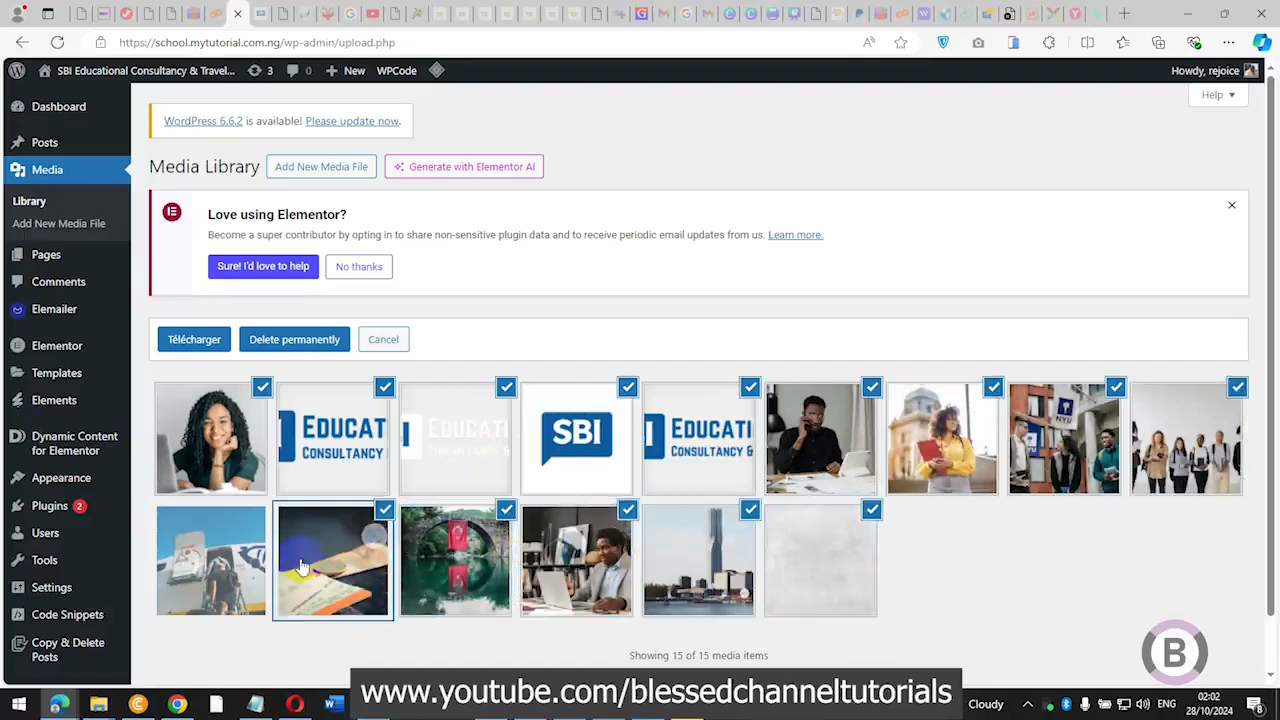 https://school.mytutorial.com.ng/wp-admin/upload.php
SBI Educational Consultancy & Travel...
3
0
New
WPCode
Howdy, rejoice
Help
Dashboard
Posts
Media
Library
Add New Media File
Pages
Comments
Elemailer
Elementor
Templates
Elements
Dynamic Content
for Elementor
Appearance
Plugins 2
Users
Tools
Settings
Code Snippets
Copy & Delete
Posts
WordPress 6.6.2 is available! Please update now.
Media Library
Add New Media File
Generate with Elementor AI
Love using Elementor?
Become a super contributor by opting in to share non-sensitive plugin data and to receive periodic email updates from us. Learn more.
Sure! I'd love to help
No thanks
Télécharger
Delete permanently
Cancel
EDUCAT
CONSULTANCY
EDUCATI
CONSULTANCY &
SBI
EDUCATI
CONSULTANCY &
NYU
Showing 15 of 15 media items
B
www.youtube.com/blessedchanneltutorials
Cloudy
ENG
02:02
28/10/2024